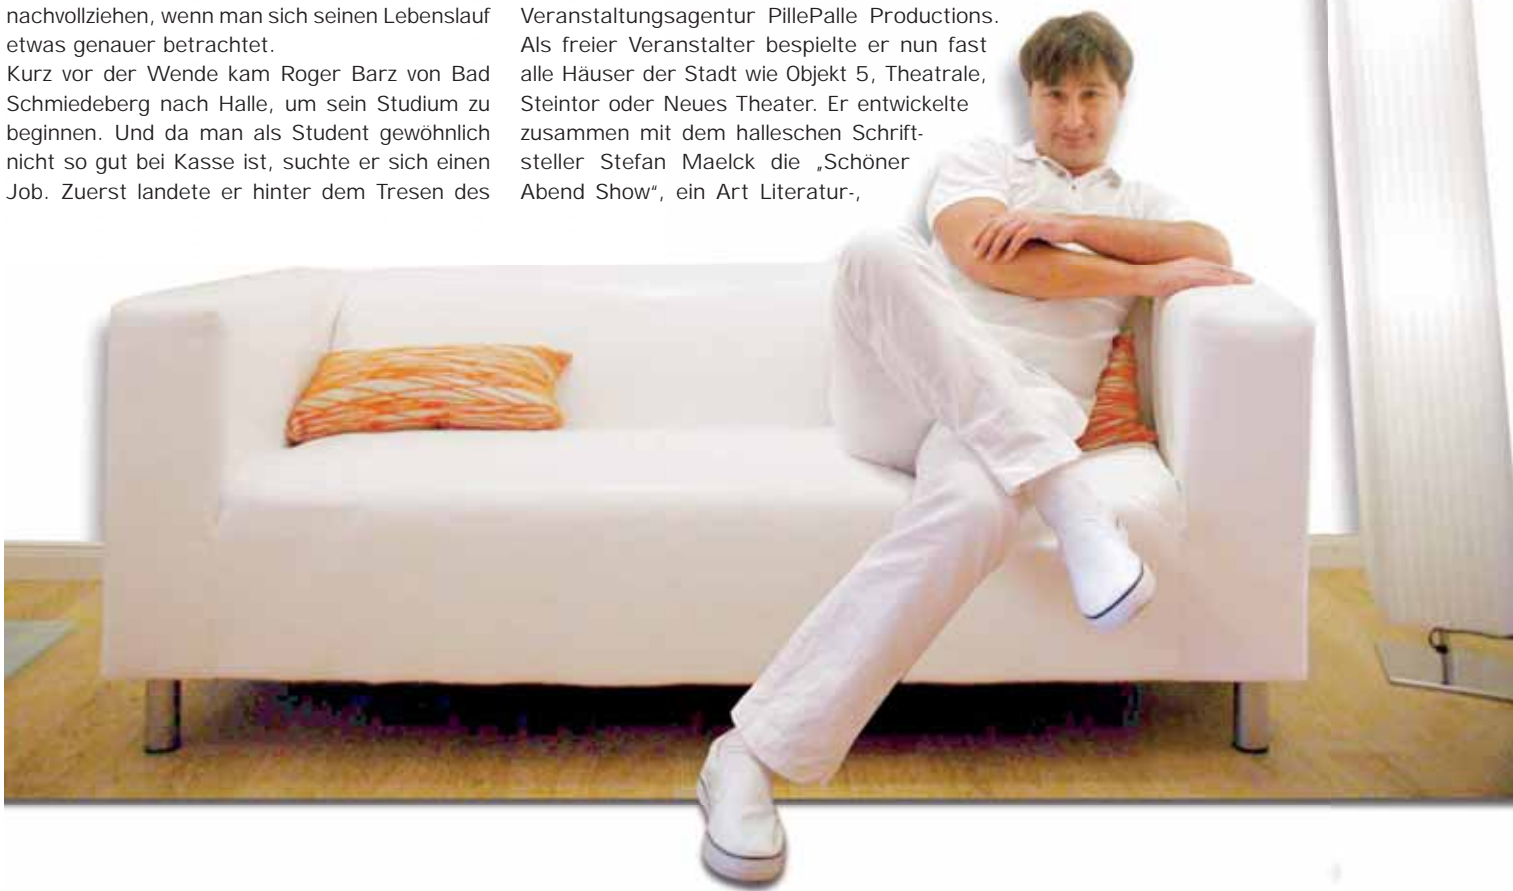 nachvollziehen, wenn man sich seinen Lebenslauf
etwas genauer betrachtet.
Kurz vor der Wende kam Roger Barz von Bad
Schmiedeberg nach Halle, um sein Studium zu
beginnen. Und da man als Student gewöhnlich
nicht so gut bei Kasse ist, suchte er sich einen
Job. Zuerst landete er hinter dem Tresen des
Veranstaltungsagentur PillePalle Productions.
Als freier Veranstalter bespielte er nun fast
alle Häuser der Stadt wie Objekt 5, Theatrale,
Steintor oder Neues Theater. Er entwickelte
zusammen mit dem halleschen Schrift-
steller Stefan Maelck die „Schöner
Abend Show“, ein Art Literatur-,